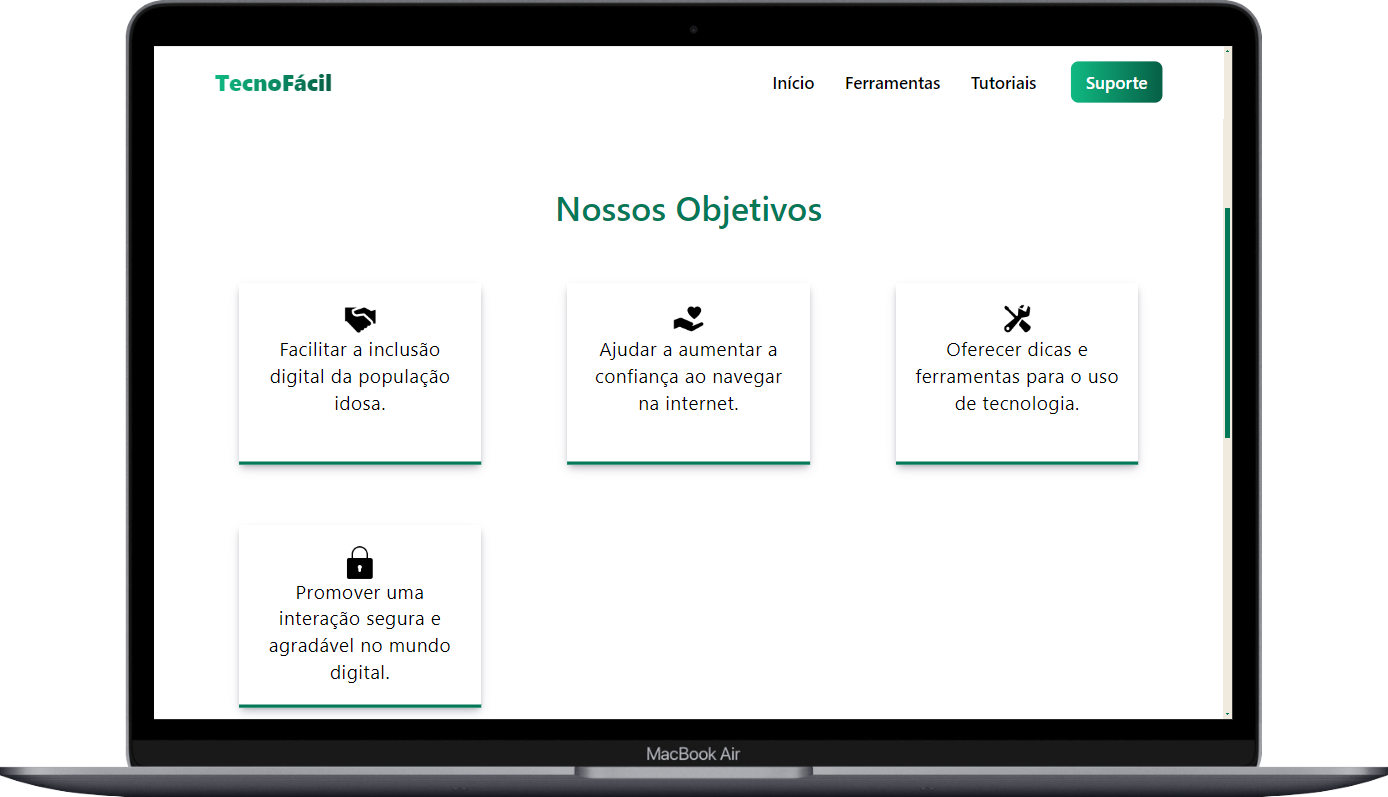 TecnoFácil
Início
Ferramentas
Tutoriais
Suporte
Nossos Objetivos
Facilitar a inclusão
digital da população
idosa.
Ajudar a aumentar a
confiança ao navegar
na internet.
Oferecer dicas e
ferramentas para o uso
de tecnologia.
Promover uma
interação segura e
agradável no mundo
digital.
MacBook Air